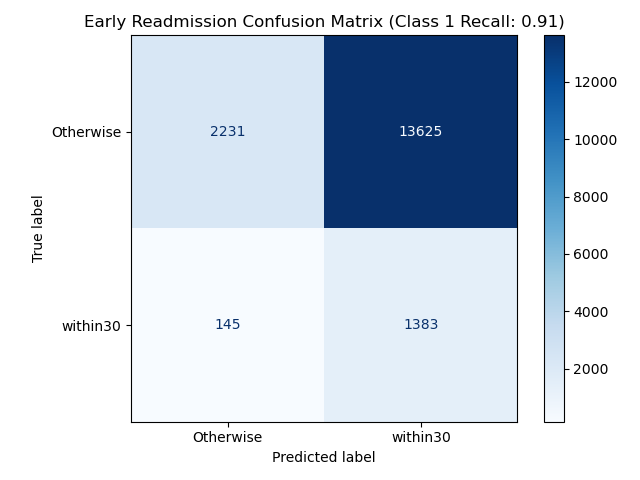 Early Readmission Confusion Matrix (Class 1 Recall: 0.91)
True label
Otherwise
2231
13625
within30
145
1383
Otherwise
within30
Predicted label
12000
10000
8000
6000
4000
2000